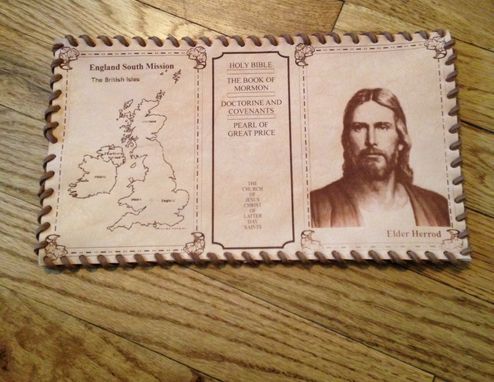 England South Mission
The British Isles
HOLY BIBLE
THE BOOK OF
MORMON
DOCTORINE AND
COVENANTS
PEARL OF
GREAT PRICE
THE
CHURCH
OF
JESUS
CHRIST
OF
LATTER
DAY
SAINTS
Elder Herrod